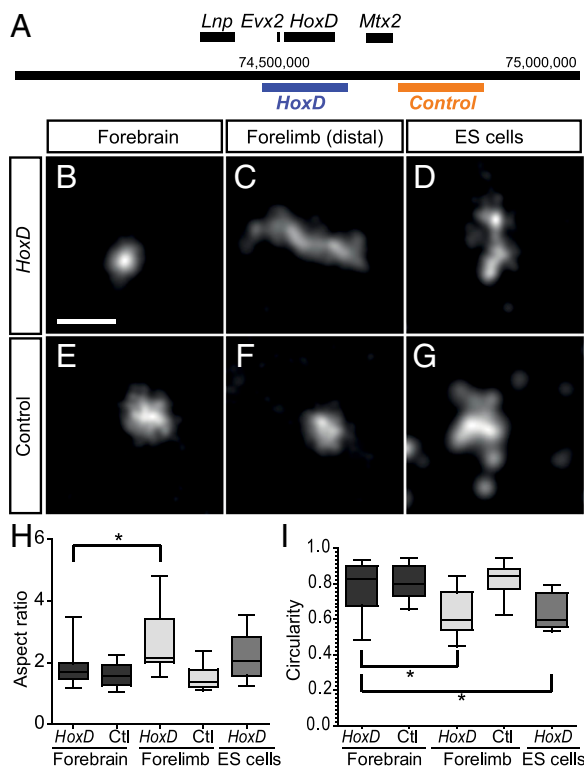 A
Lnp Evx2 HoxD Mtx2
74,500,000 75,000,000
HoxD Control
Forebrain Forelimb (distal) ES cells
HoxD
B C D
Control
E F G
H
Aspect ratio
6
4
2
0
*
HoxD Ctl HoxD Ctl HoxD
Forebrain Forelimb ES cells
I
Circularity
1.0
0.8
0.6
0.4
0.2
0.0
*
*
HoxD Ctl HoxD Ctl HoxD
Forebrain Forelimb ES cells